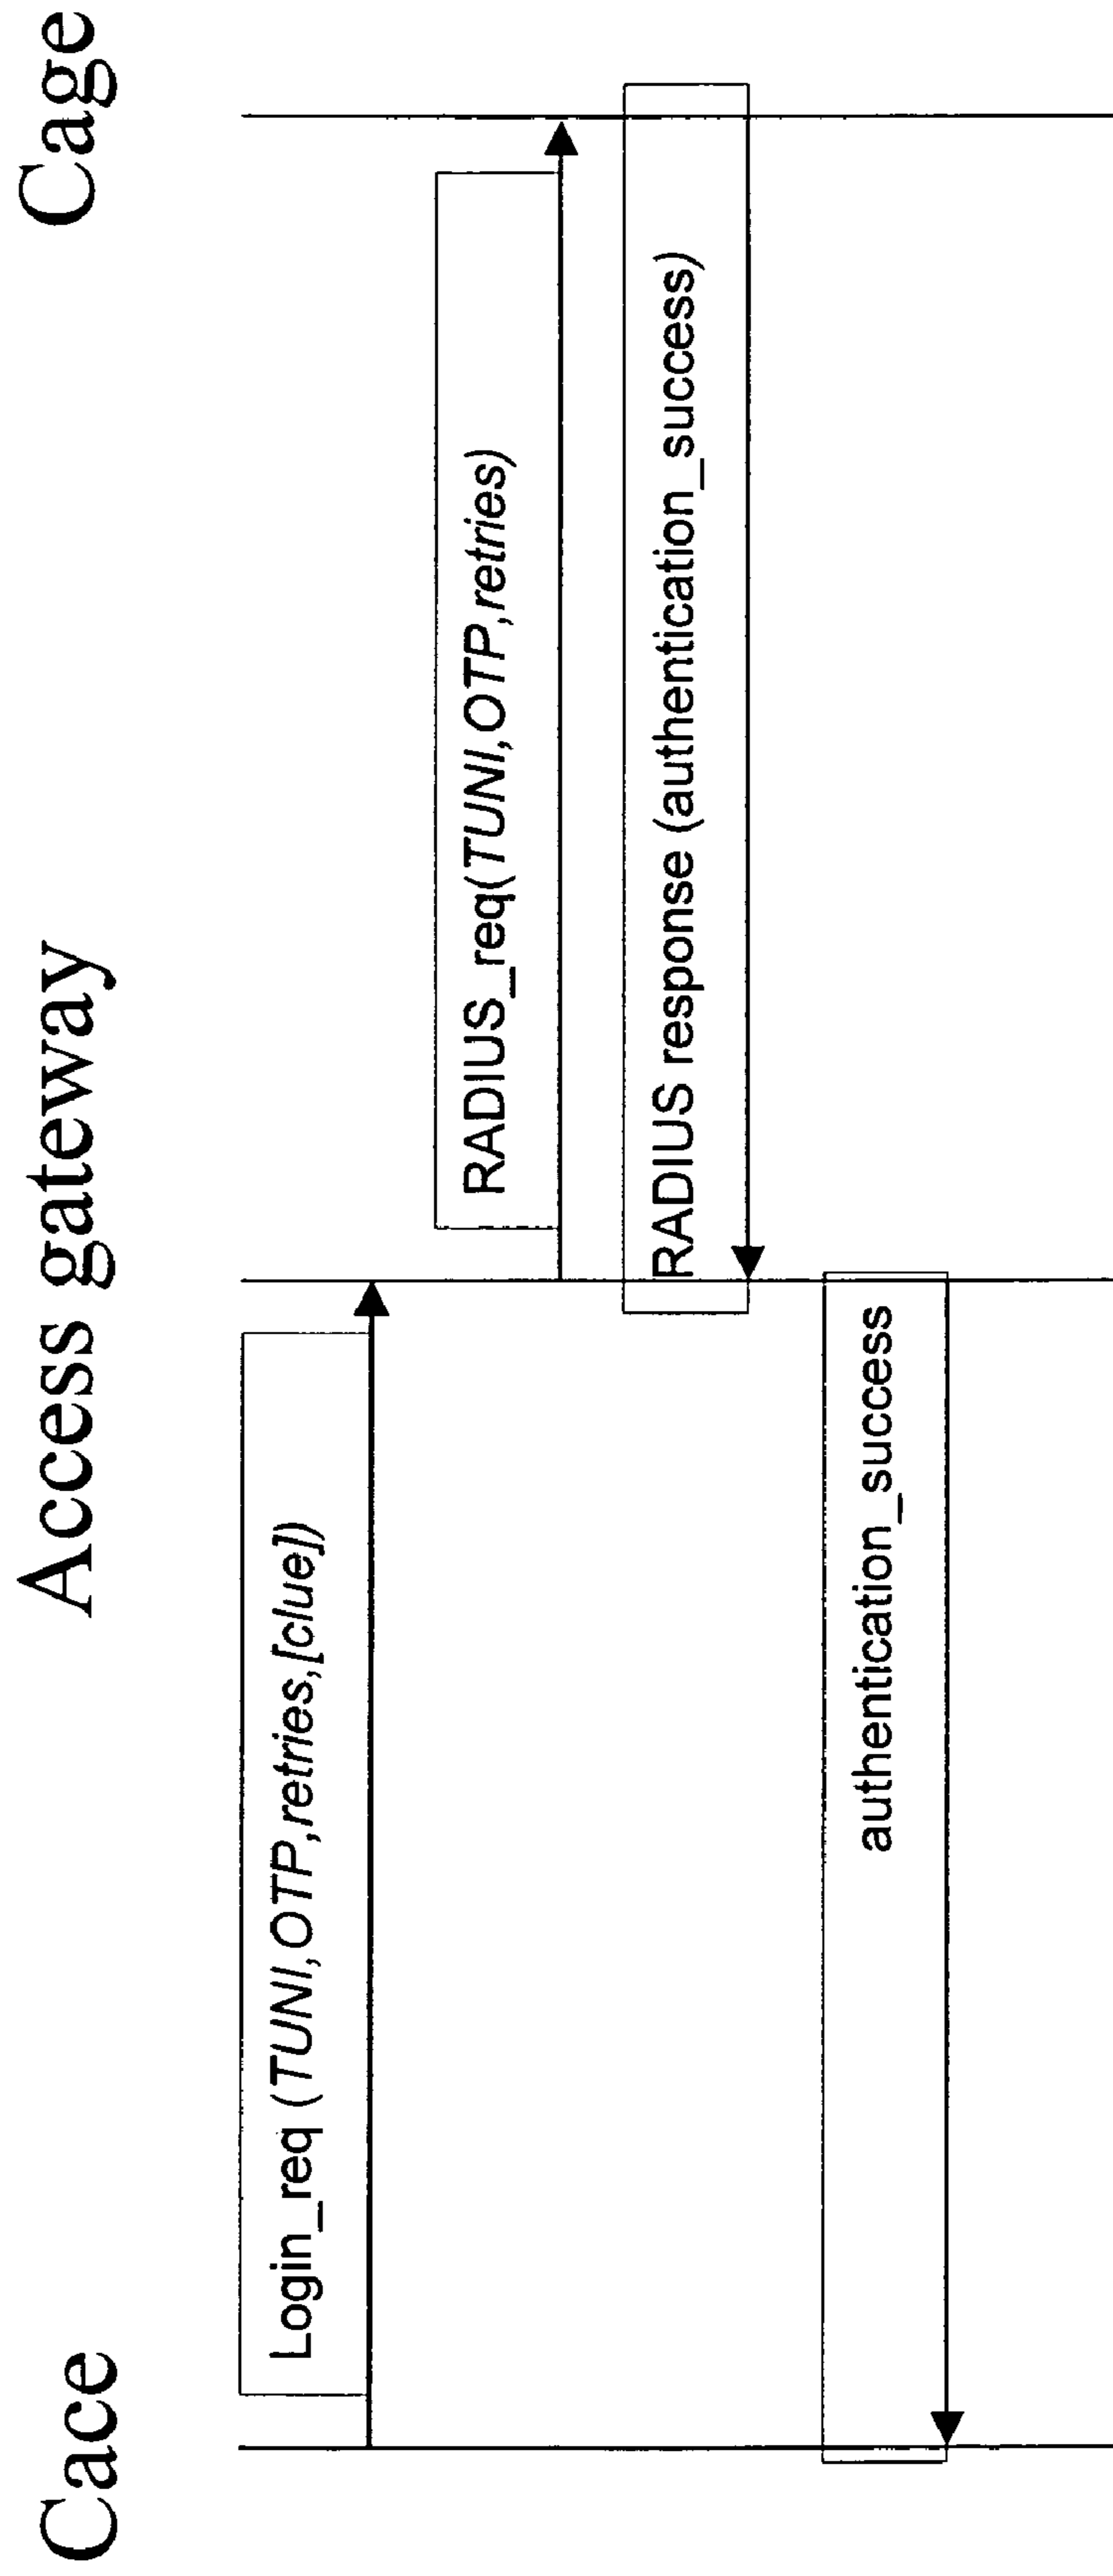 Cace
Access gateway
Cage
Login_req (TUNI,OTP,retries,[clue])
RADIUS_req(TUNI,OTP,retries)
RADIUS response (authentication_success)
authentication_success